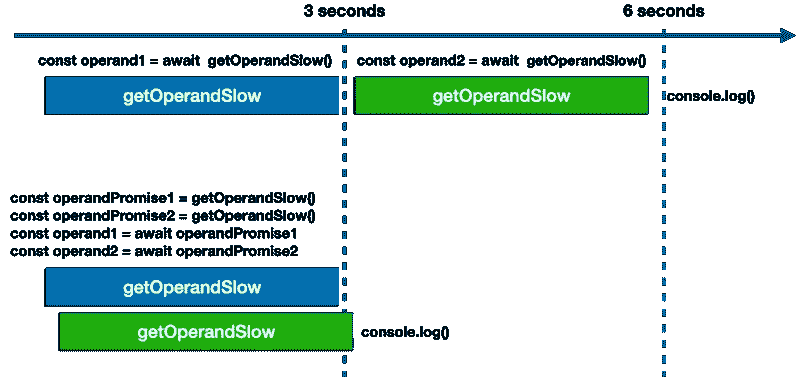 3 seconds
6 seconds
const operand1 = await getOperandSlow()
const operand2 = await getOperandSlow()
getOperandSlow
getOperandSlow
console.log()
const operandPromise1 = getOperandSlow()
const operandPromise2 = getOperandSlow()
const operand1 = await operandPromise1
const operand2 = await operandPromise2
getOperandSlow
getOperandSlow
console.log()